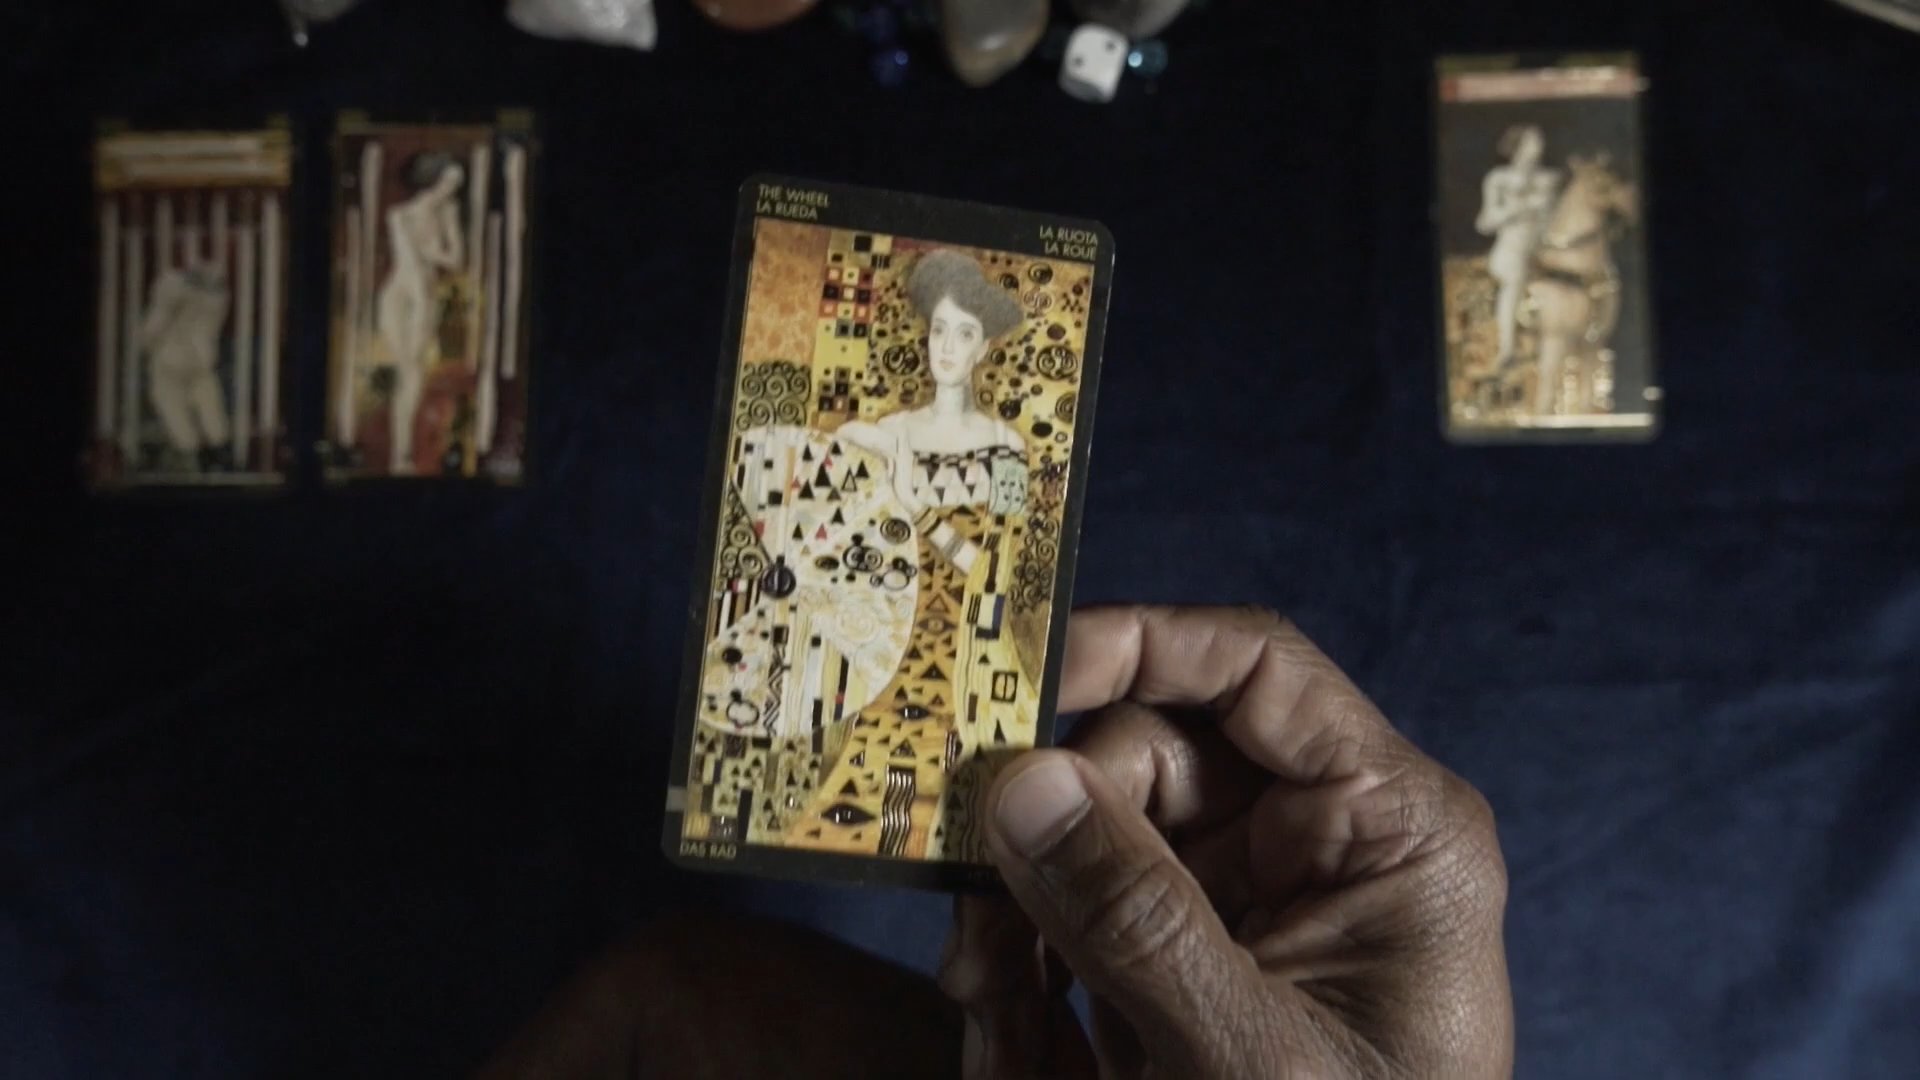 THE WHEEL
LA RUEDA
LA RUOTA
LA ROUE
DAS RAD